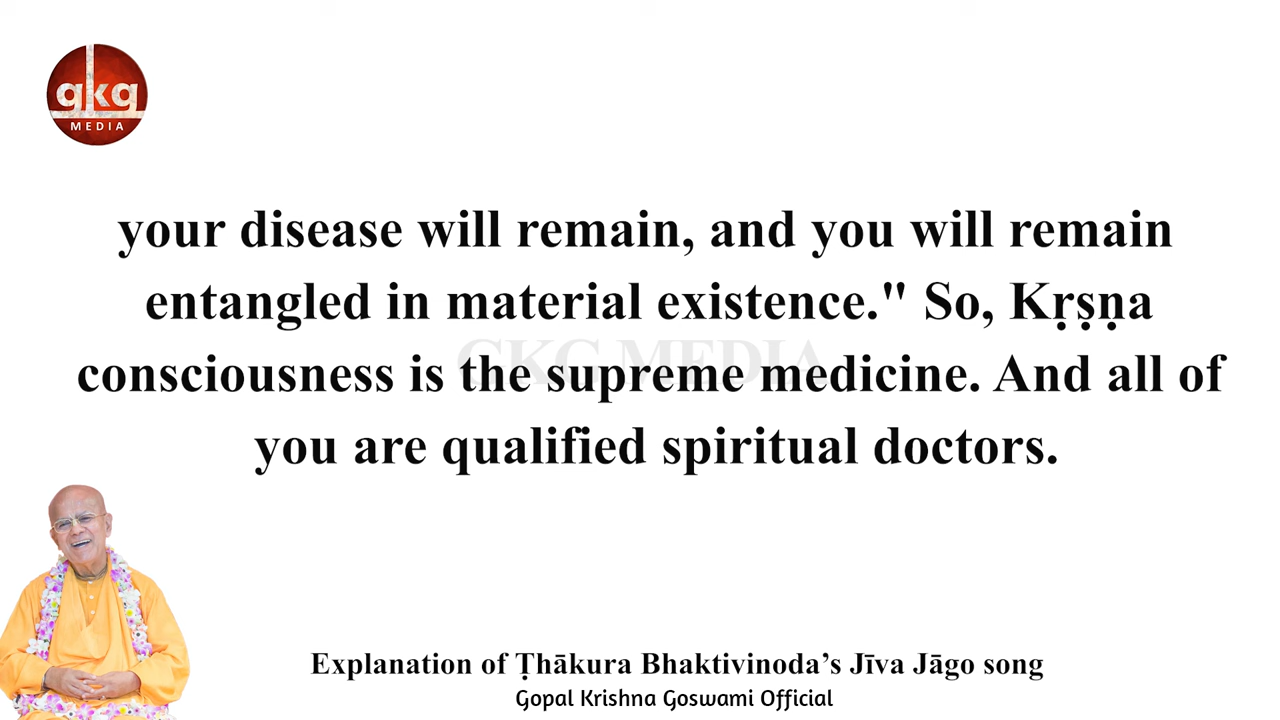 gkg
MEDIA
your disease will remain, and you will remain
entangled in material existence." So, Kṛṣṇa
GKG MEDIA
consciousness is the supreme medicine. And all of
you are qualified spiritual doctors.
Explanation of Ṭhākura Bhaktivinoda’s Jīva Jāgo song
Gopal Krishna Goswami Official